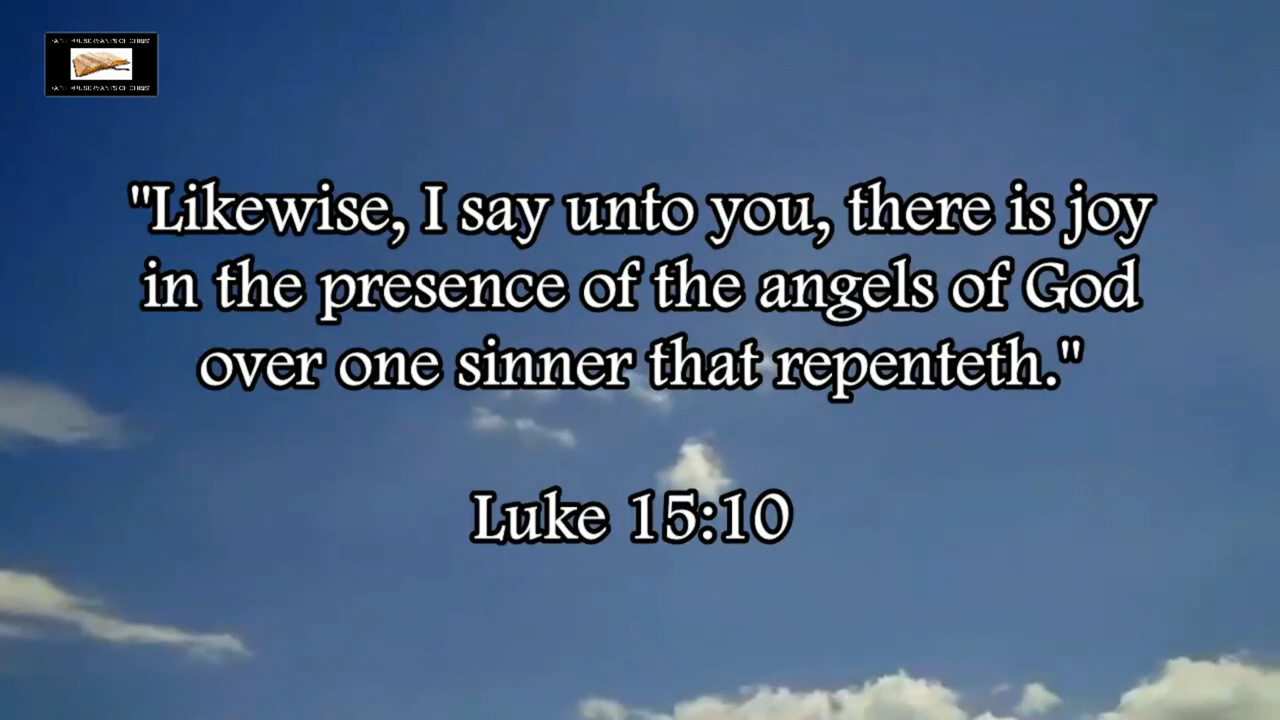 "Likewise, I say unto you, there is joy
in the presence of the angels of God
over one sinner that repenteth."
Luke 15:10